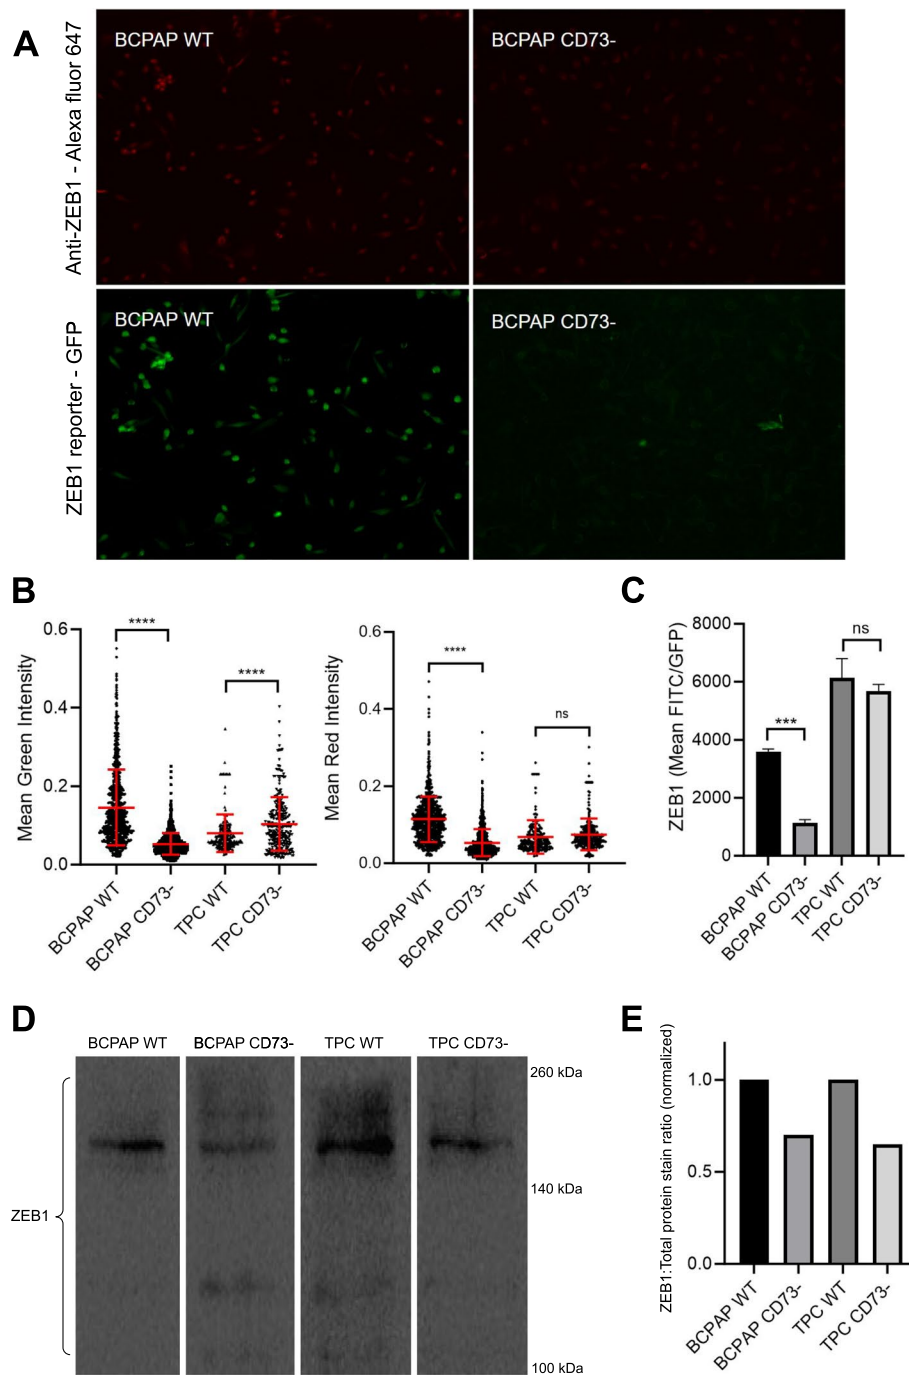 A
Anti-ZEB1 - Alexa fluor 647
BCPAP WT
BCPAP CD73-
ZEB1 reporter - GFP
BCPAP WT
BCPAP CD73-
B
Mean Green Intensity
0.6
0.4
0.2
0.0
****
****
BCPAP WT
BCPAP CD73-
TPC WT
TPC CD73-
Mean Red Intensity
0.6
0.4
0.2
0.0
****
ns
BCPAP WT
BCPAP CD73-
TPC WT
TPC CD73-
C
ZEB1 (Mean FITC/GFP)
8000
6000
4000
2000
0
***
ns
BCPAP WT
BCPAP CD73-
TPC WT
TPC CD73-
D
BCPAP WT
BCPAP CD73-
TPC WT
TPC CD73-
ZEB1
260 kDa
140 kDa
100 kDa
E
ZEB1:Total protein stain ratio (normalized)
1.0
0.5
0.0
BCPAP WT
BCPAP CD73-
TPC WT
TPC CD73-